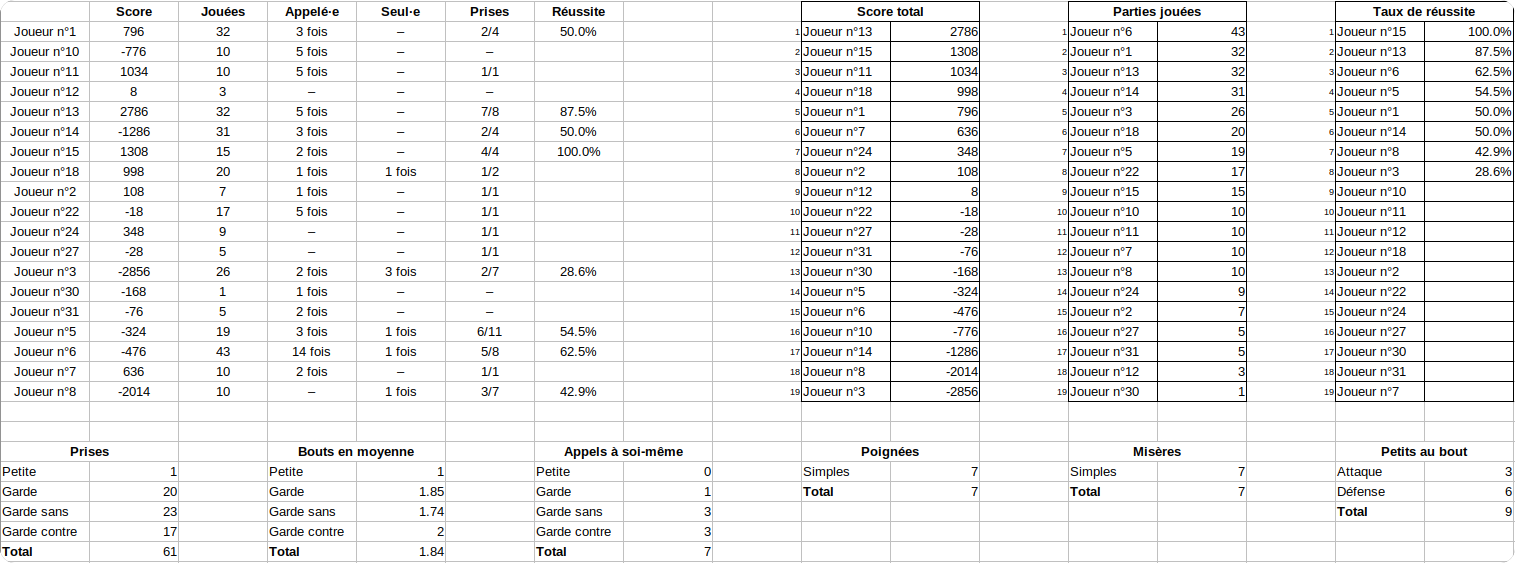 Score Jouées Appelé·e Seul·e Prises Réussite Score total Parties jouées Taux de réussite
Joueur n°1 796 32 3 fois – 2/4 50.0% 1 Joueur n°13 2786 1 Joueur n°6 43 1 Joueur n°15 100.0%
Joueur n°10 -776 10 5 fois – – 2 Joueur n°15 1308 2 Joueur n°1 32 2 Joueur n°13 87.5%
Joueur n°11 1034 10 5 fois – 1/1 3 Joueur n°11 1034 3 Joueur n°13 32 3 Joueur n°6 62.5%
Joueur n°12 8 3 – – – 4 Joueur n°18 998 4 Joueur n°14 31 4 Joueur n°5 54.5%
Joueur n°13 2786 32 5 fois – 7/8 87.5% 5 Joueur n°1 796 5 Joueur n°3 26 5 Joueur n°1 50.0%
Joueur n°14 -1286 31 3 fois – 2/4 50.0% 6 Joueur n°7 636 6 Joueur n°18 20 6 Joueur n°14 50.0%
Joueur n°15 1308 15 2 fois – 4/4 100.0% 7 Joueur n°24 348 7 Joueur n°5 19 7 Joueur n°8 42.9%
Joueur n°18 998 20 1 fois 1 fois 1/2 8 Joueur n°2 108 8 Joueur n°22 17 8 Joueur n°3 28.6%
Joueur n°2 108 7 1 fois – 1/1 9 Joueur n°12 8 9 Joueur n°15 15 9 Joueur n°10
Joueur n°22 -18 17 5 fois – 1/1 10 Joueur n°22 -18 10 Joueur n°10 10 10 Joueur n°11
Joueur n°24 348 9 – – 1/1 11 Joueur n°27 -28 11 Joueur n°11 10 11 Joueur n°12
Joueur n°27 -28 5 – – 1/1 12 Joueur n°31 -76 12 Joueur n°7 10 12 Joueur n°18
Joueur n°3 -2856 26 2 fois 3 fois 2/7 28.6% 13 Joueur n°30 -168 13 Joueur n°8 10 13 Joueur n°2
Joueur n°30 -168 1 1 fois – – 14 Joueur n°5 -324 14 Joueur n°24 9 14 Joueur n°22
Joueur n°31 -76 5 2 fois – – 15 Joueur n°6 -476 15 Joueur n°2 7 15 Joueur n°24
Joueur n°5 -324 19 3 fois 1 fois 6/11 54.5% 16 Joueur n°10 -776 16 Joueur n°27 5 16 Joueur n°27
Joueur n°6 -476 43 14 fois 1 fois 5/8 62.5% 17 Joueur n°14 -1286 17 Joueur n°31 5 17 Joueur n°30
Joueur n°7 636 10 2 fois – 1/1 18 Joueur n°8 -2014 18 Joueur n°12 3 18 Joueur n°31
Joueur n°8 -2014 10 – 1 fois 3/7 42.9% 19 Joueur n°3 -2856 19 Joueur n°30 1 19 Joueur n°7
Prises Bouts en moyenne Appels à soi-même Poignées Misères Petits au bout
Petite 1 Petite 1 Petite 0 Simples 7 Simples 7 Attaque 3
Garde 20 Garde 1.85 Garde 1 Total 7 Total 7 Défense 6
Garde sans 23 Garde sans 1.74 Garde sans 3 Total 9
Garde contre 17 Garde contre 2 Garde contre 3
Total 61 Total 1.84 Total 7